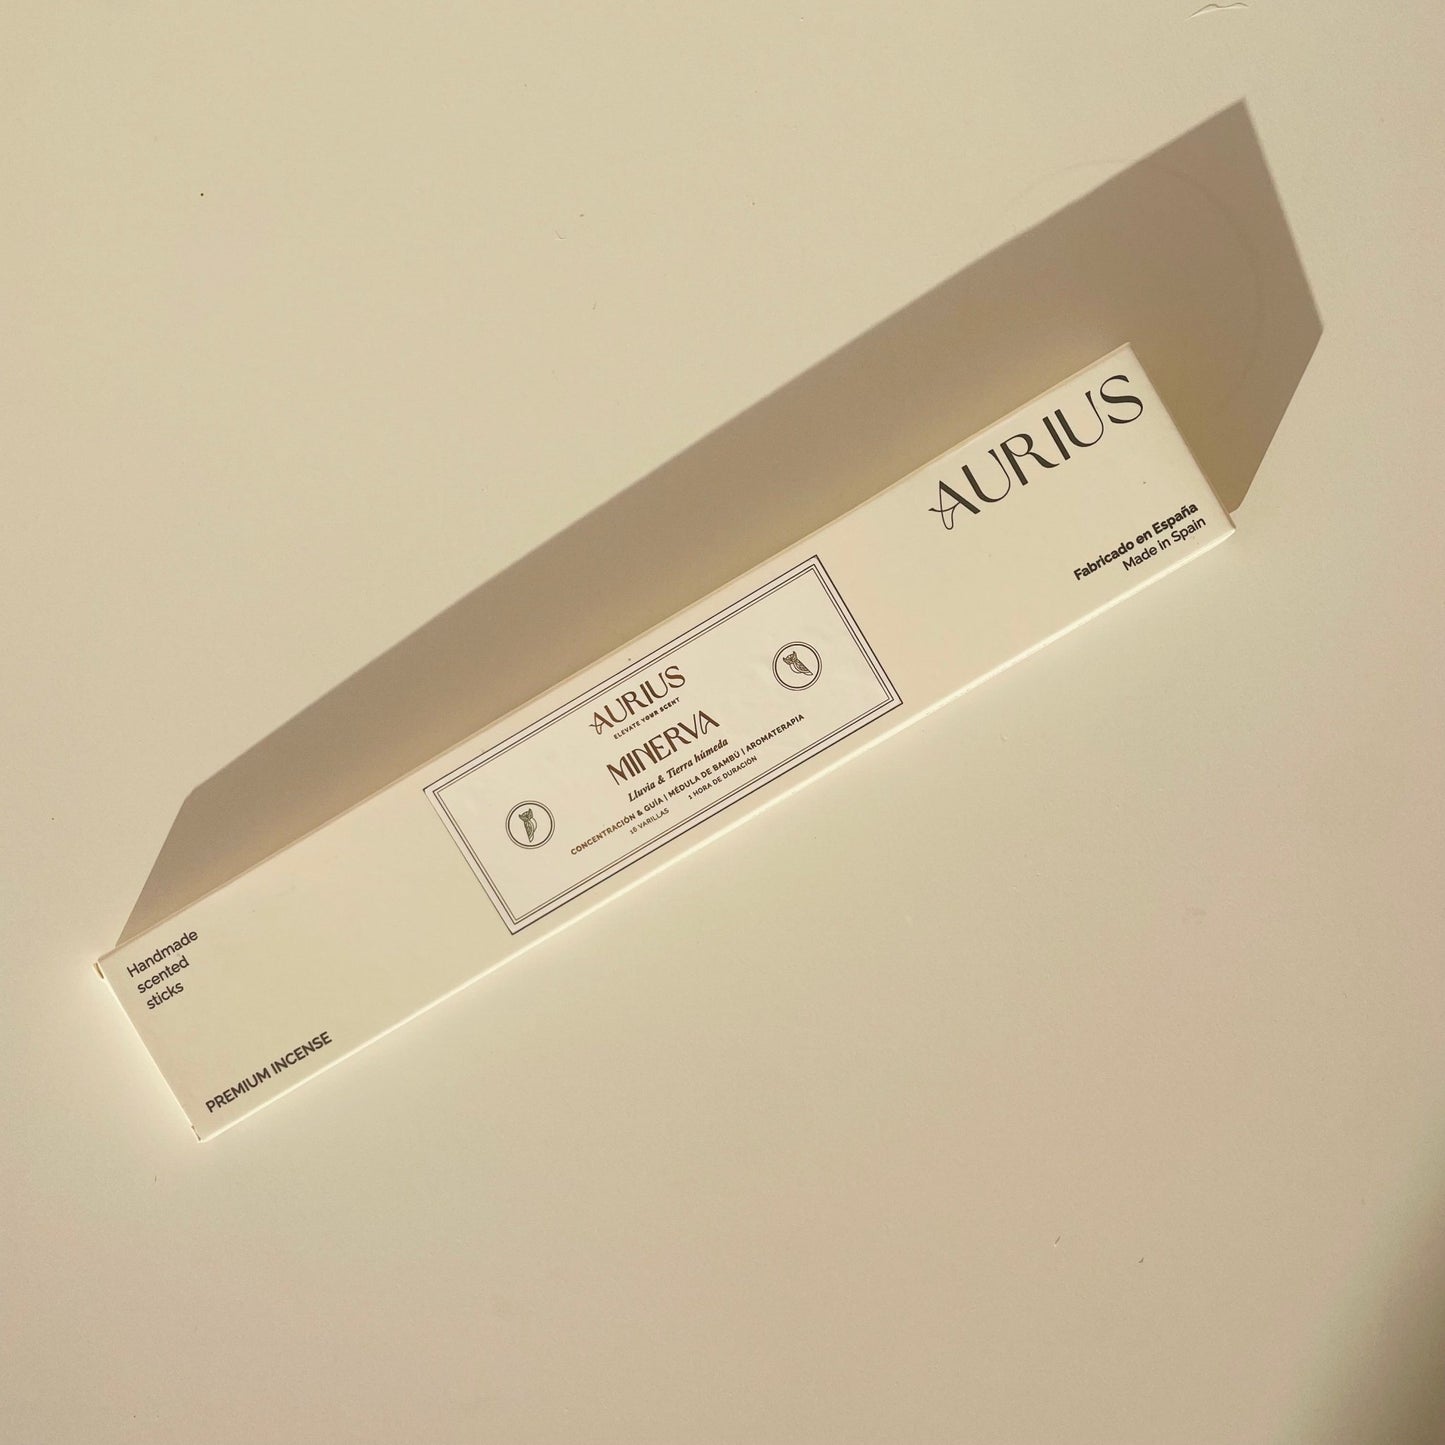 AURIUS
Fabricado en España
Made in Spain
AURIUS
ELEVATE YOUR SCENT
MINERVA
Lluvia & Tierra húmeda
CONCENTRACIÓN & GUÍA | MÉDULA DE BAMBÚ | AROMATERAPIA
18 VARILLAS 1 HORA DE DURACIÓN
Handmade
scented
sticks
PREMIUM INCENSE